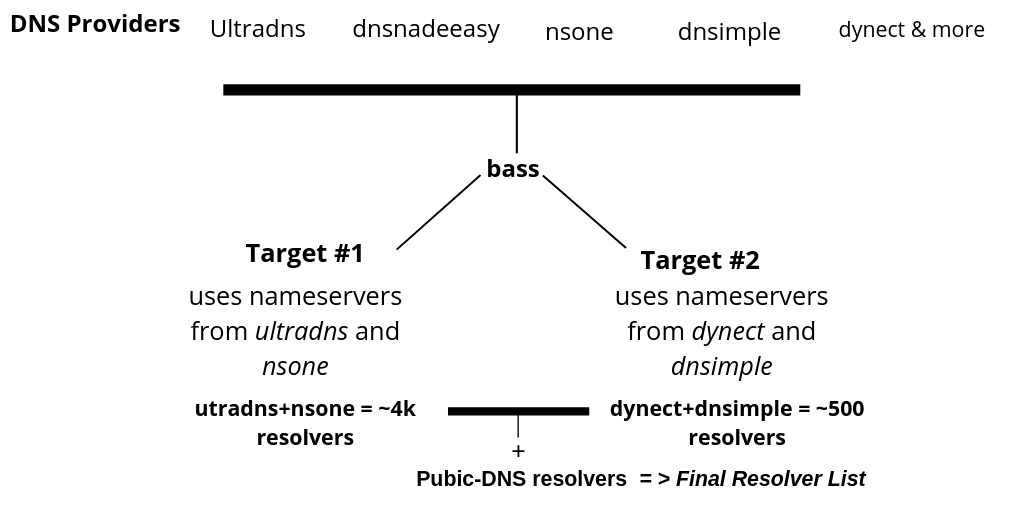 DNS Providers Ultradns dnsnadeeasy nsone dnsimple dynect & more
bass
Target #1
uses nameservers
from ultradns and
nsone
utradns+nsone = ~4k
resolvers
Target #2
uses nameservers
from dynect and
dnsimple
dynect+dnsimple = ~500
resolvers
+
Pubic-DNS resolvers = > Final Resolver List